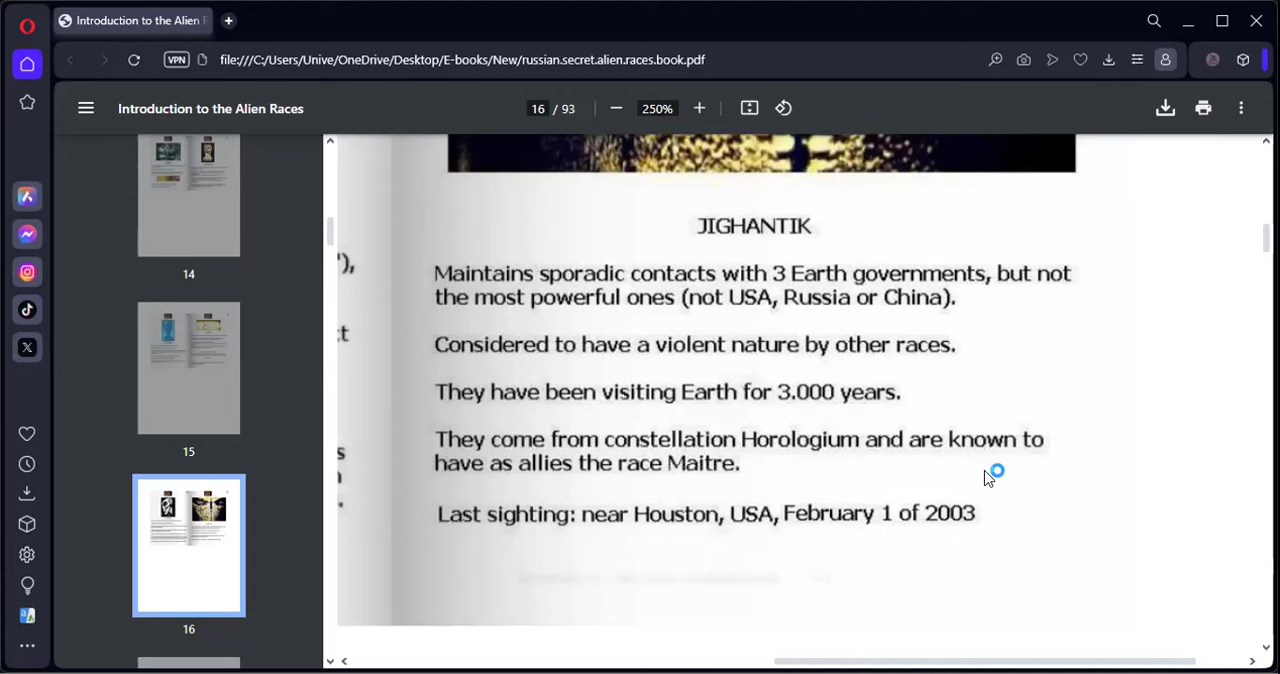 Introduction to the Alien R
VPN
file:///C:/Users/Unive/OneDrive/Desktop/E-books/New/russian.secret.alien.races.book.pdf
Introduction to the Alien Races
16 / 93
250%
14
15
16
"),
ct
s
JIGHANTIK
Maintains sporadic contacts with 3 Earth governments, but not
the most powerful ones (not USA, Russia or China).
Considered to have a violent nature by other races.
They have been visiting Earth for 3.000 years.
They come from constellation Horologium and are known to
have as allies the race Maitre.
Last sighting: near Houston, USA, February 1 of 2003